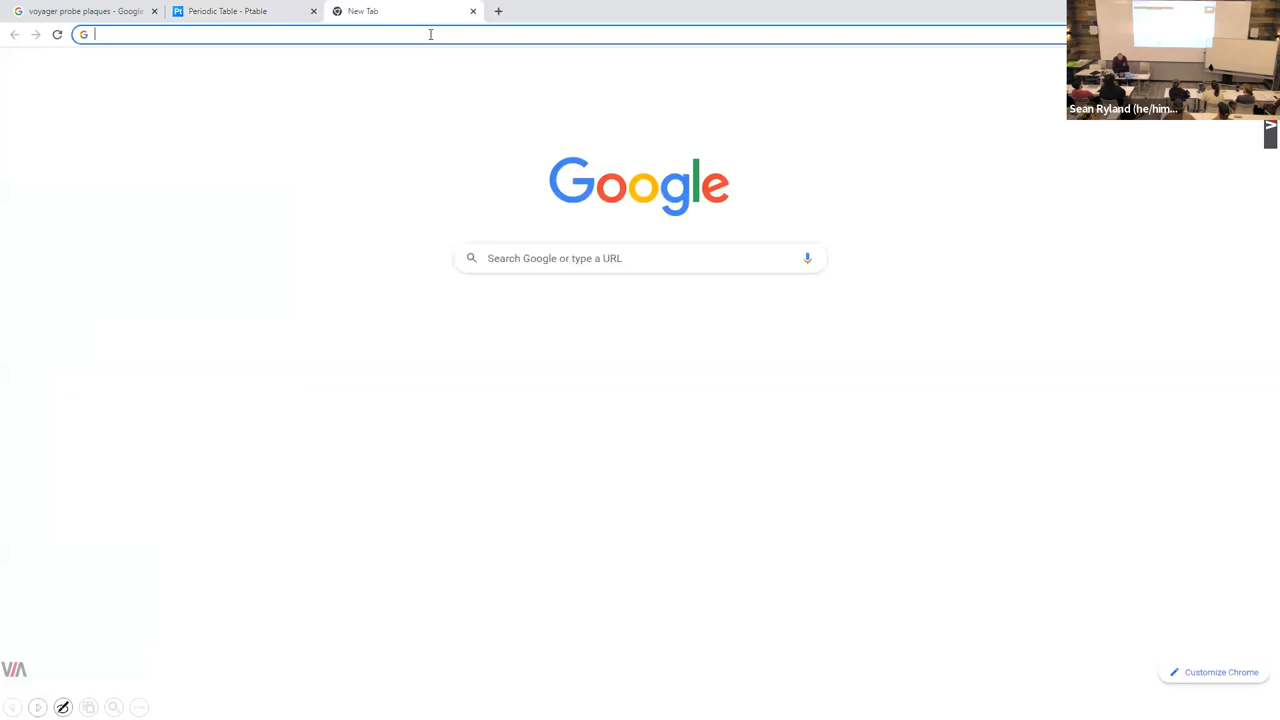 voyager probe plaques - Google
Periodic Table - Ptable
New Tab
Google
Search Google or type a URL
Sean Ryland (he/him...
VIA
Customize Chrome